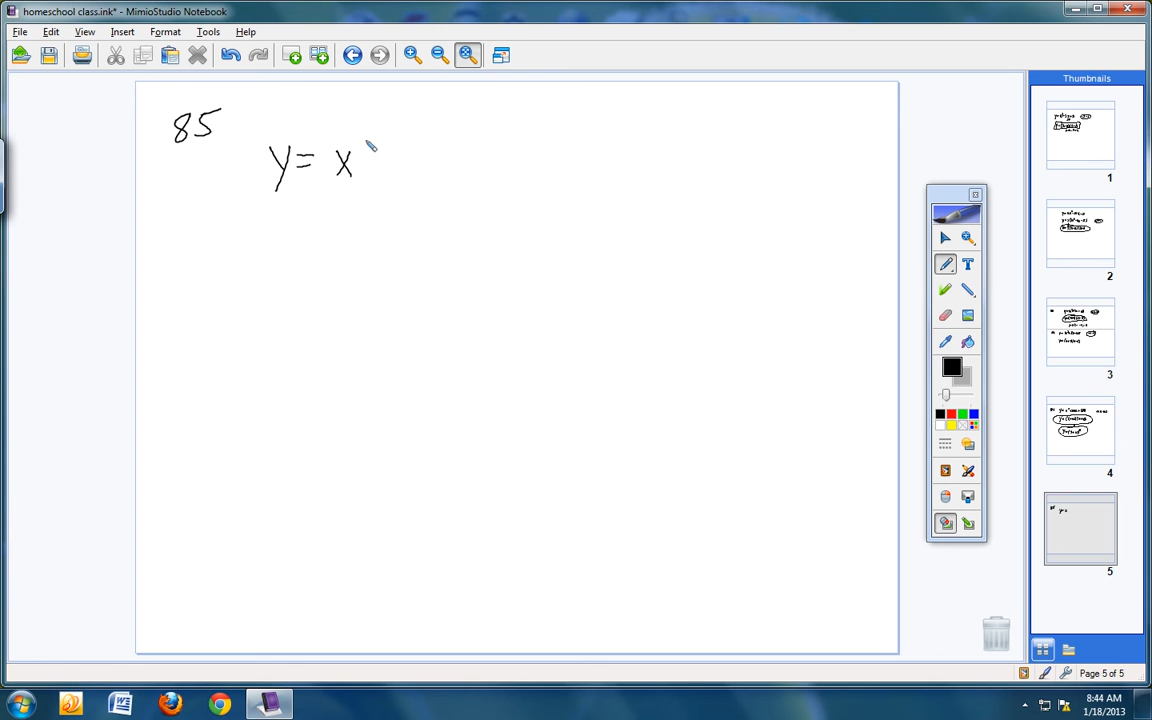 homeschool class.ink* - MimioStudio Notebook
File Edit View Insert Format Tools Help
85
y= x
Thumbnails
1
2
3
4
5
T
Page 5 of 5
8:44 AM
1/18/2013